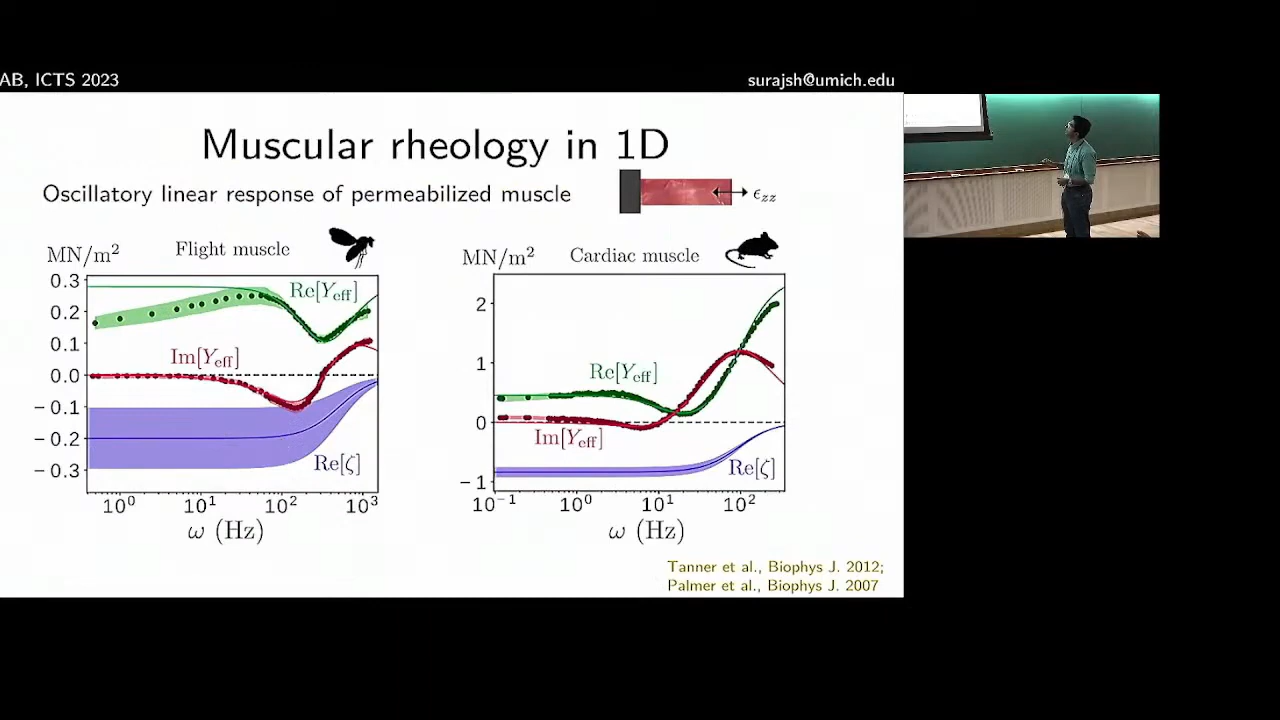 AB, ICTS 2023
surajsh@umich.edu
Muscular rheology in 1D
Oscillatory linear response of permeabilized muscle
ϵzz
MN/m²
Flight muscle
0.3
0.2
0.1
0.0
− 0.1
− 0.2
− 0.3
Re[Yeff]
Im[Yeff]
Re[ζ]
10⁰
10¹
10²
10³
ω (Hz)
MN/m²
Cardiac muscle
2
1
0
− 1
Re[Yeff]
Im[Yeff]
Re[ζ]
10⁻¹
10⁰
10¹
10²
ω (Hz)
Tanner et al., Biophys J. 2012;
Palmer et al., Biophys J. 2007